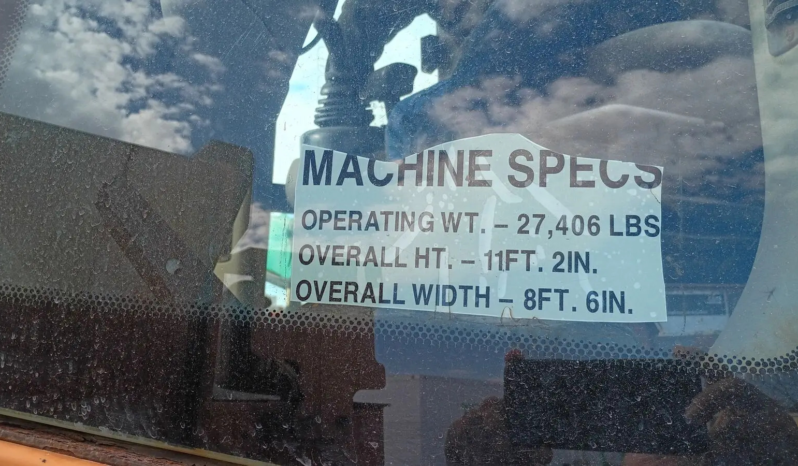 MACHINE SPECS
OPERATING WT. – 27,406 LBS
OVERALL HT. – 11FT. 2IN.
OVERALL WIDTH – 8FT. 6IN.